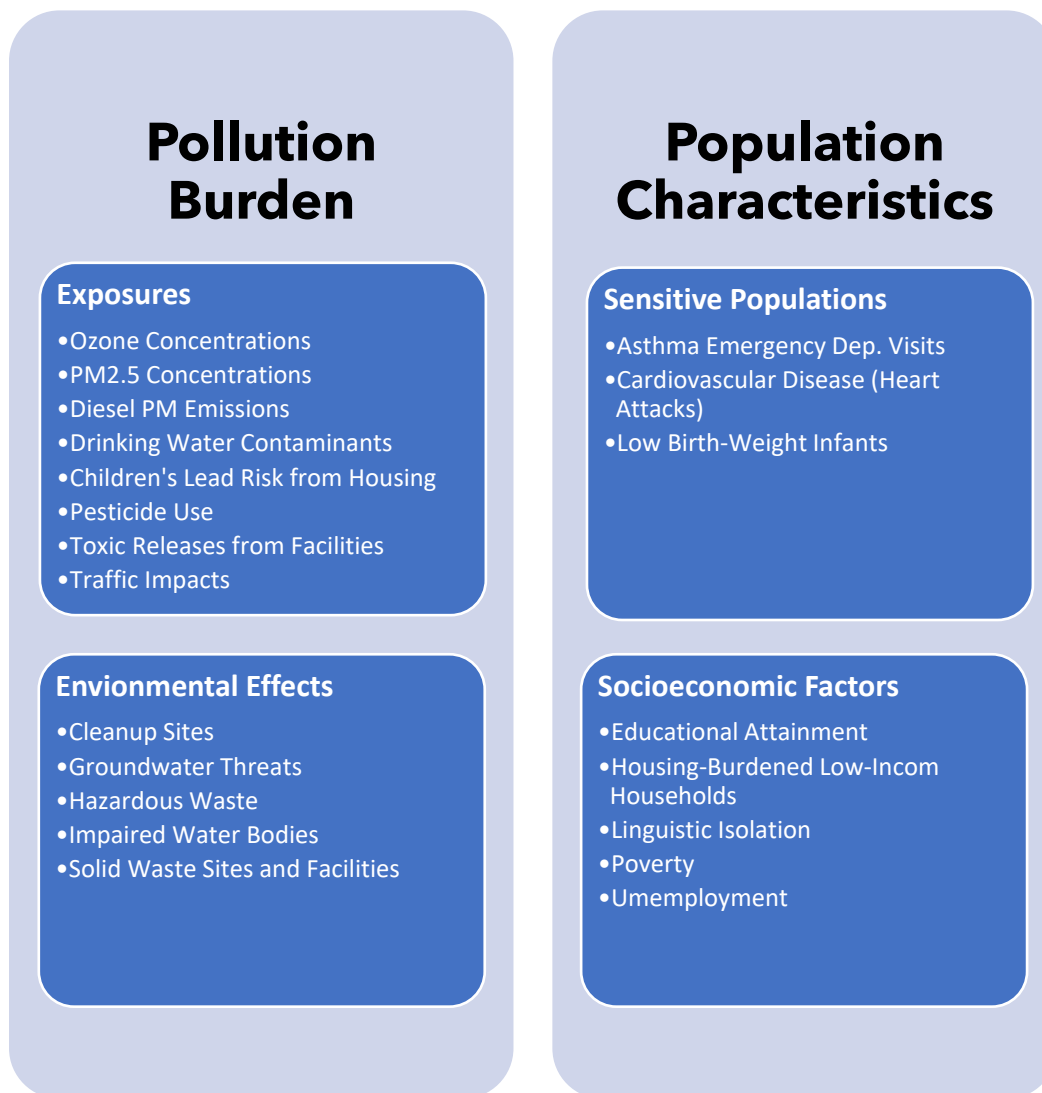 Pollution
Burden
Exposures
•Ozone Concentrations
•PM2.5 Concentrations
•Diesel PM Emissions
•Drinking Water Contaminants
•Children's Lead Risk from Housing
•Pesticide Use
•Toxic Releases from Facilities
•Traffic Impacts
Envionmental Effects
•Cleanup Sites
•Groundwater Threats
•Hazardous Waste
•Impaired Water Bodies
•Solid Waste Sites and Facilities
Population
Characteristics
Sensitive Populations
•Asthma Emergency Dep. Visits
•Cardiovascular Disease (Heart
Attacks)
•Low Birth-Weight Infants
Socioeconomic Factors
•Educational Attainment
•Housing-Burdened Low-Incom
Households
•Linguistic Isolation
•Poverty
•Umemployment